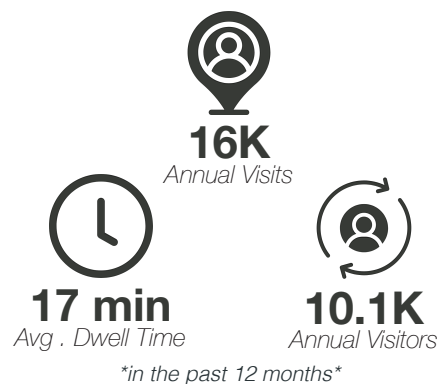 16K
Annual Visits
17 min
Avg . Dwell Time
10.1K
Annual Visitors
*in the past 12 months*